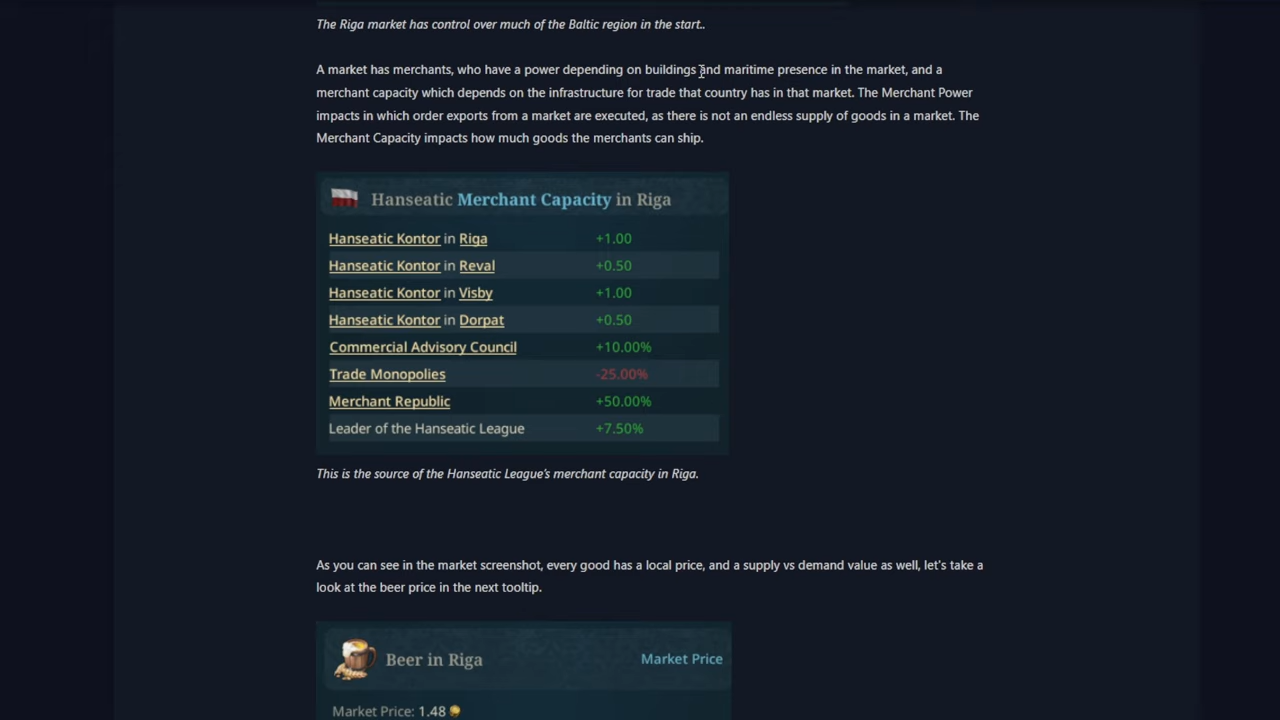 The Riga market has control over much of the Baltic region in the start..
A market has merchants, who have a power depending on buildings and maritime presence in the market, and a
merchant capacity which depends on the infrastructure for trade that country has in that market. The Merchant Power
impacts in which order exports from a market are executed, as there is not an endless supply of goods in a market. The
Merchant Capacity impacts how much goods the merchants can ship.
Hanseatic Merchant Capacity in Riga
Hanseatic Kontor in Riga +1.00
Hanseatic Kontor in Reval +0.50
Hanseatic Kontor in Visby +1.00
Hanseatic Kontor in Dorpat +0.50
Commercial Advisory Council +10.00%
Trade Monopolies -25.00%
Merchant Republic +50.00%
Leader of the Hanseatic League +7.50%
This is the source of the Hanseatic League's merchant capacity in Riga.
As you can see in the market screenshot, every good has a local price, and a supply vs demand value as well, let's take a
look at the beer price in the next tooltip.
Beer in Riga Market Price
Market Price: 1.48